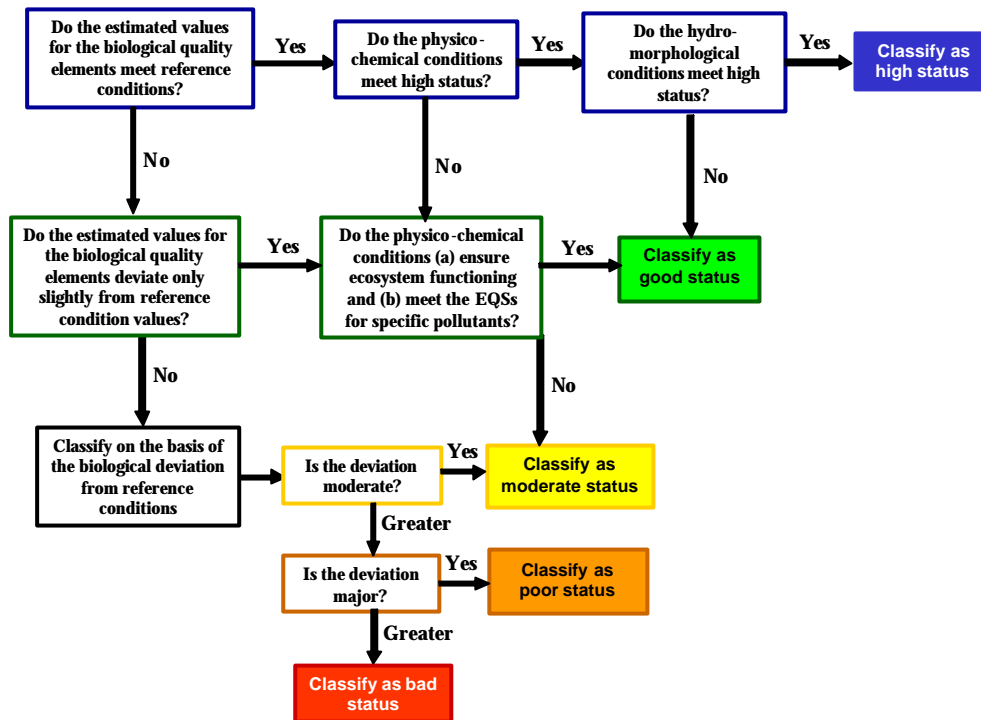 Do the estimated values
for the biological quality
elements meet reference
conditions?
Yes
Do the physico-
chemical conditions
meet high status?
Yes
Do the hydro-
morphological
conditions meet high
status?
Yes
Classify as
high status
No
No
No
Do the estimated values for
the biological quality
elements deviate only
slightly from reference
condition values?
Yes
Do the physico-chemical
conditions (a) ensure
ecosystem functioning
and (b) meet the EQSs
for specific pollutants?
Yes
Classify as
good status
No
No
Classify on the basis of
the biological deviation
from reference
conditions
Is the deviation
moderate?
Yes
Classify as
moderate status
Greater
Is the deviation
major?
Yes
Classify as
poor status
Greater
Classify as bad
status